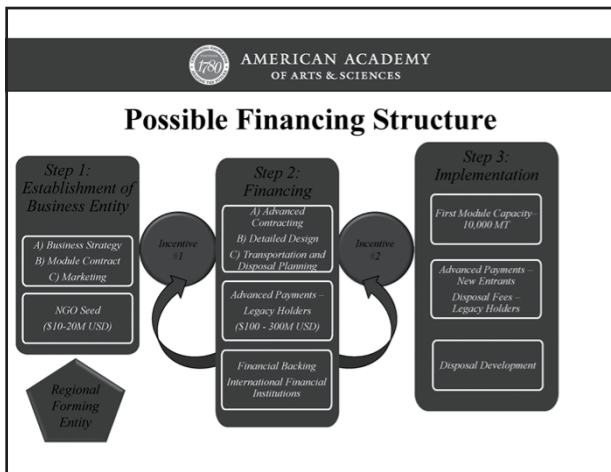 1780
AMERICAN ACADEMY
OF ARTS & SCIENCES
Possible Financing Structure
Step 1:
Establishment of
Business Entity
A) Business Strategy
B) Module Contract
C) Marketing
NGO Seed
($10-20M USD)
Regional
Forming
Entity
Incentive
#1
Step 2:
Financing
A) Advanced
Contracting
B) Detailed Design
C) Transportation and
Disposal Planning
Advanced Payments –
Legacy Holders
($100 - 300M USD)
Financial Backing
International Financial
Institutions
Incentive
#2
Step 3:
Implementation
First Module Capacity–
10,000 MT
Advanced Payments –
New Entrants
Disposal Fees –
Legacy Holders
Disposal Development